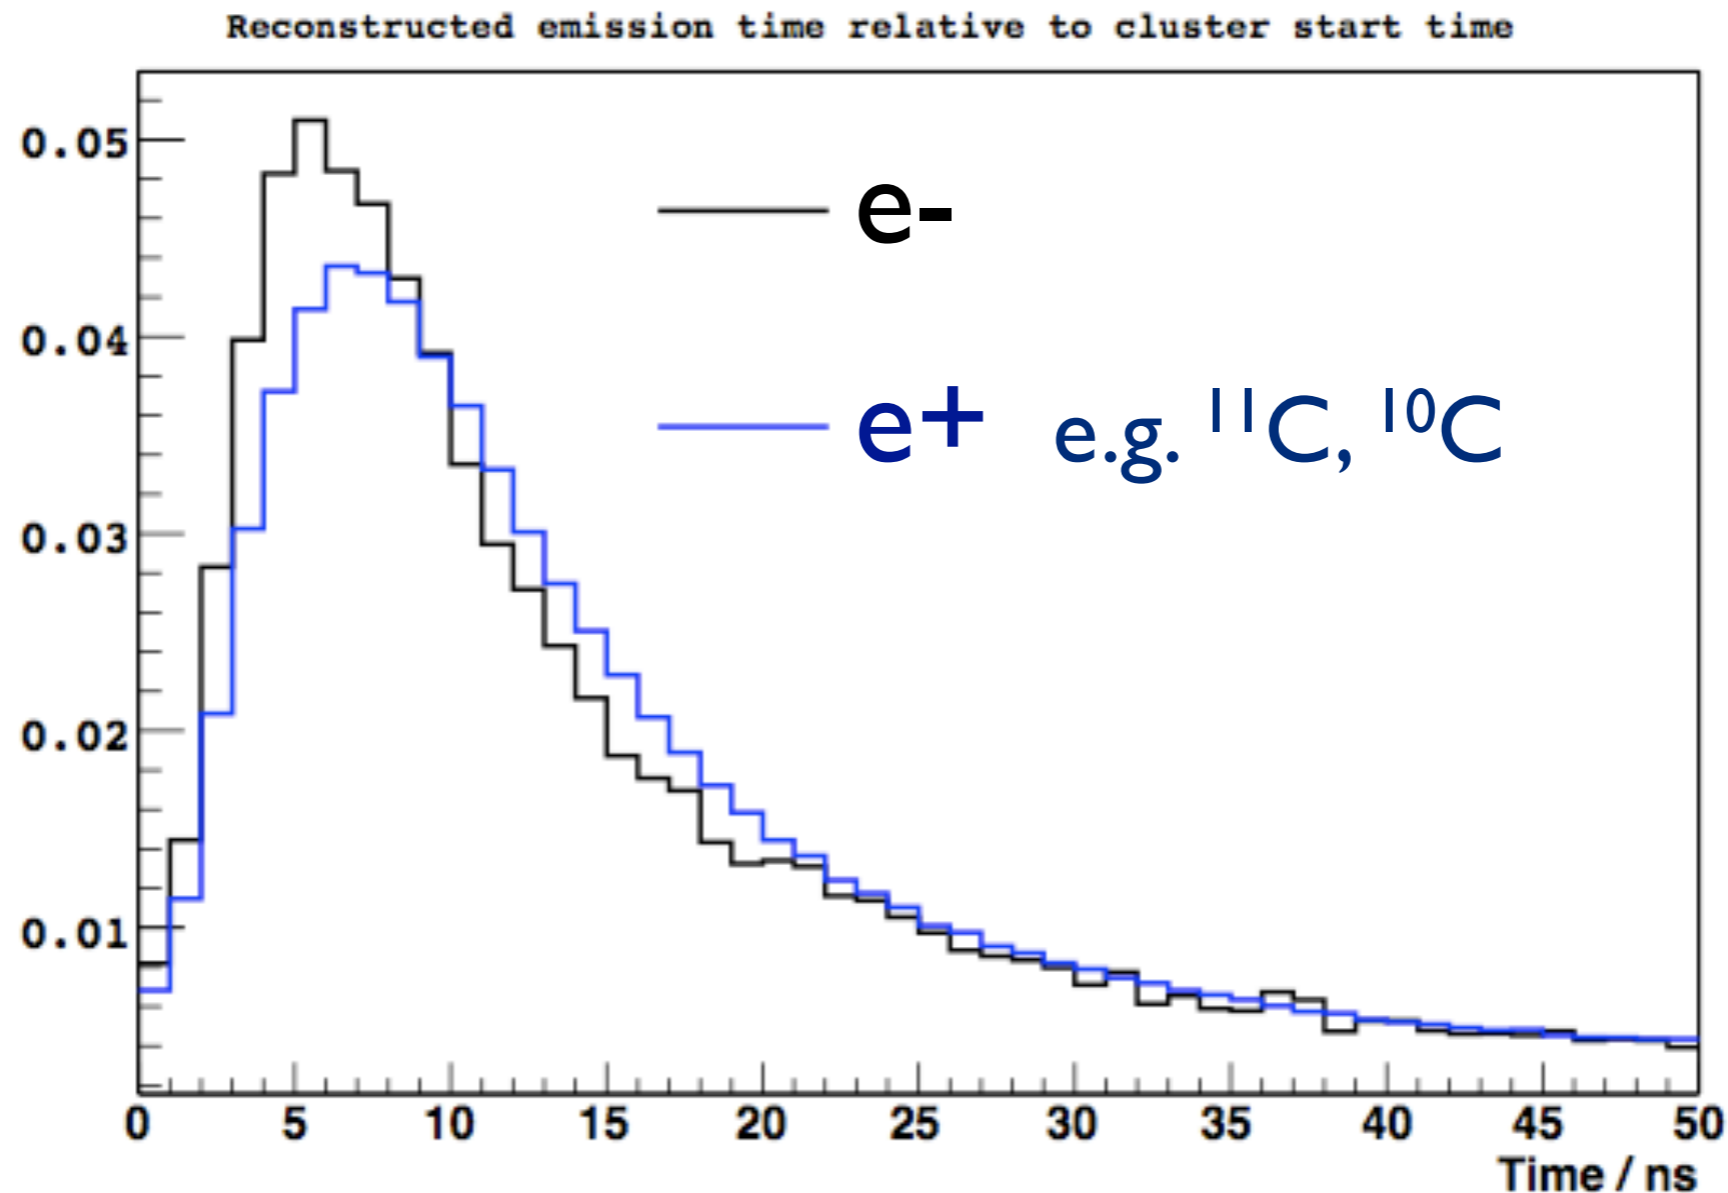 Reconstructed emission time relative to cluster start time
0.05
0.04
0.03
0.02
0.01
e-
e+ e.g. ¹¹C, ¹⁰C
0 5 10 15 20 25 30 35 40 45 50
Time / ns